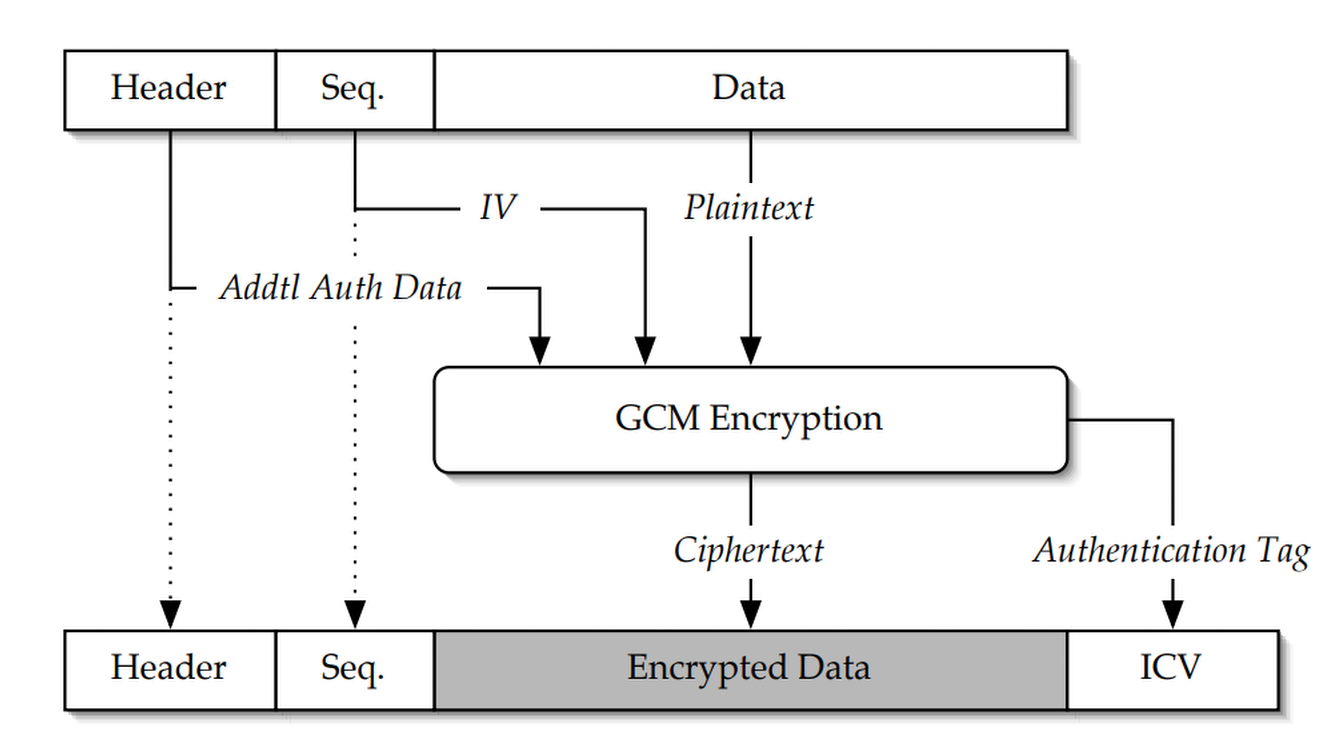 Header Seq. Data
IV Plaintext
Addtl Auth Data
GCM Encryption
Ciphertext Authentication Tag
Header Seq. Encrypted Data ICV